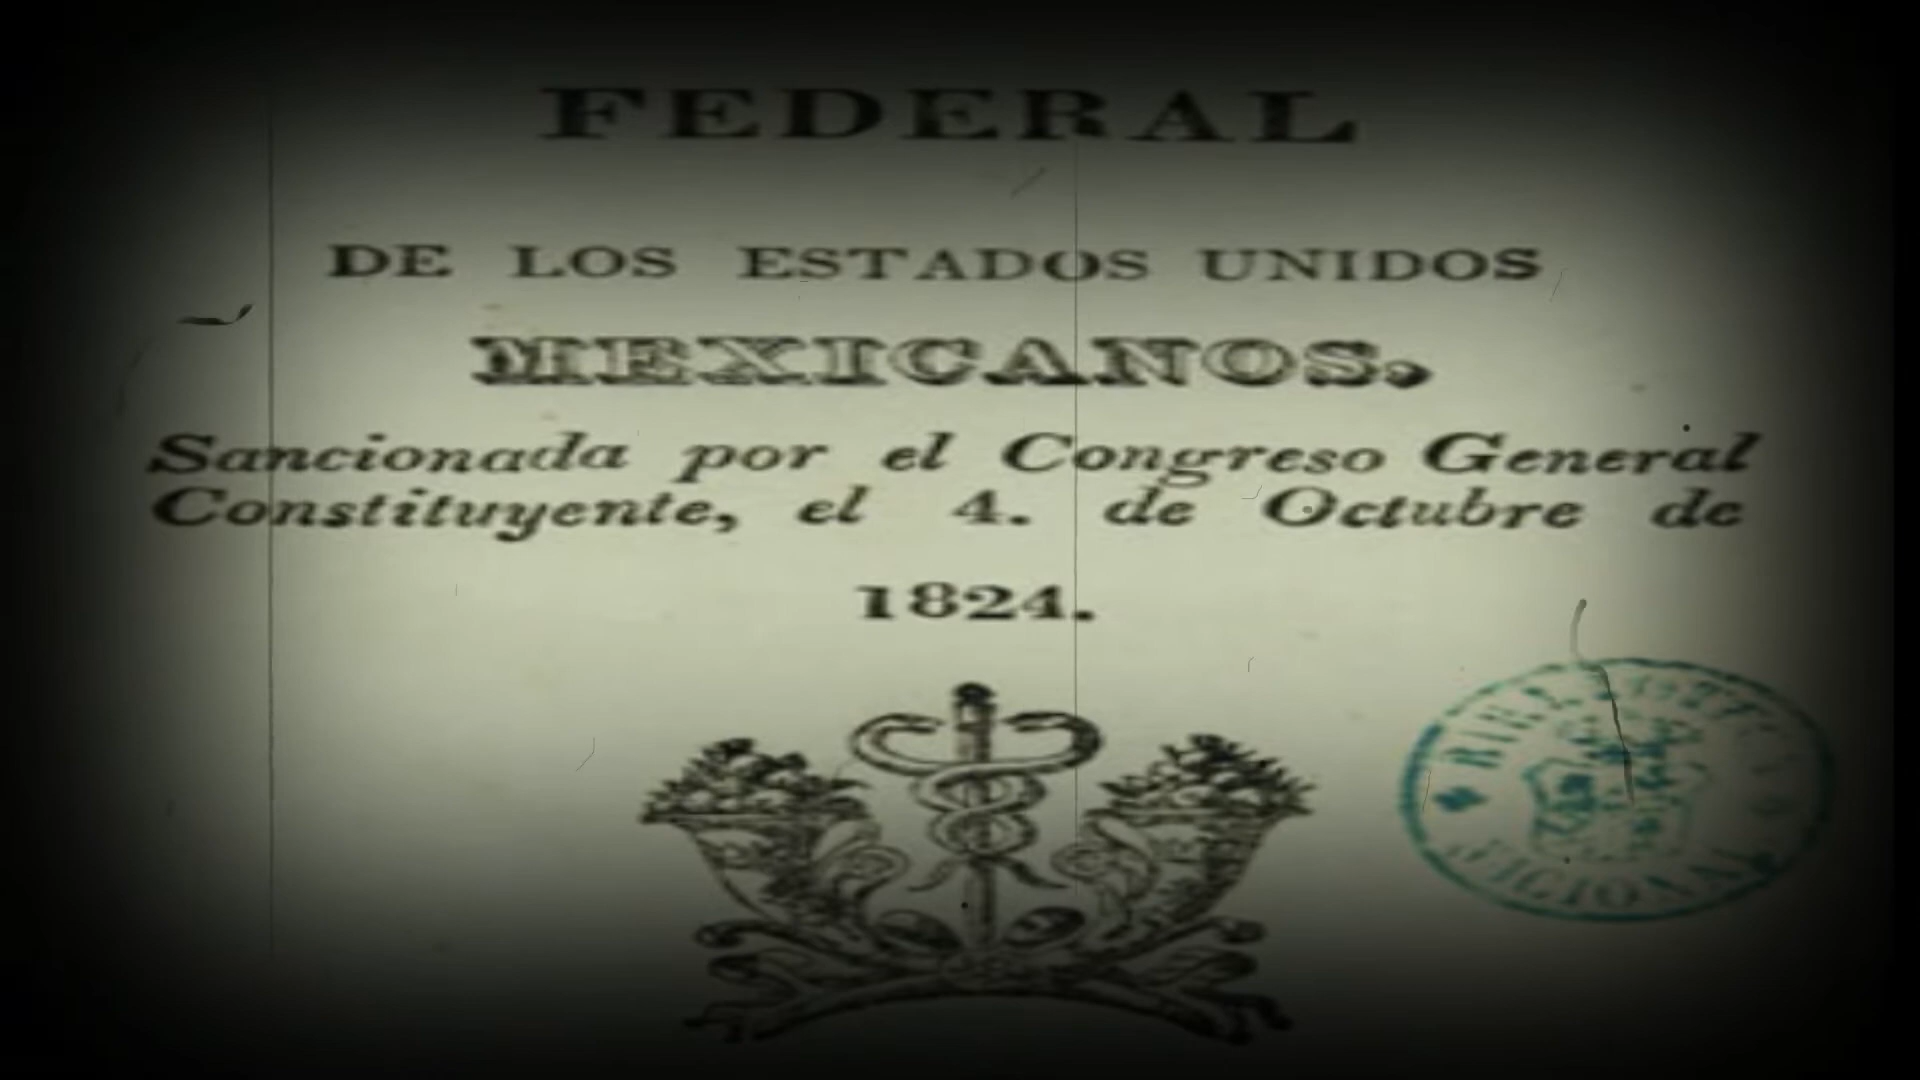 FEDERAL
DE LOS ESTADOS UNIDOS
MEXICANOS,
Sancionada por el Congreso General
Constituyente, el 4. de Octubre de
1824.